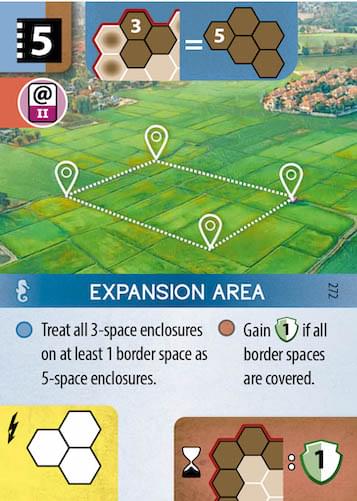 5
3
=
5
@
II
EXPANSION AREA
272
Treat all 3-space enclosures
on at least 1 border space as
5-space enclosures.
Gain 1 if all
border spaces
are covered.
: 1